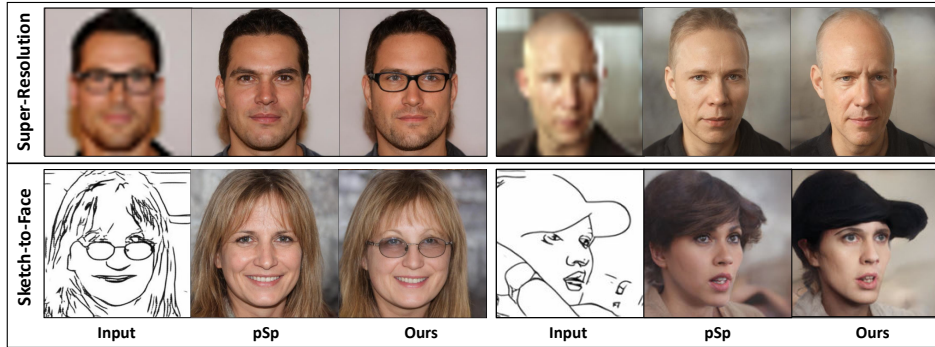 Super-Resolution
Sketch-to-Face
Input pSp Ours Input pSp Ours